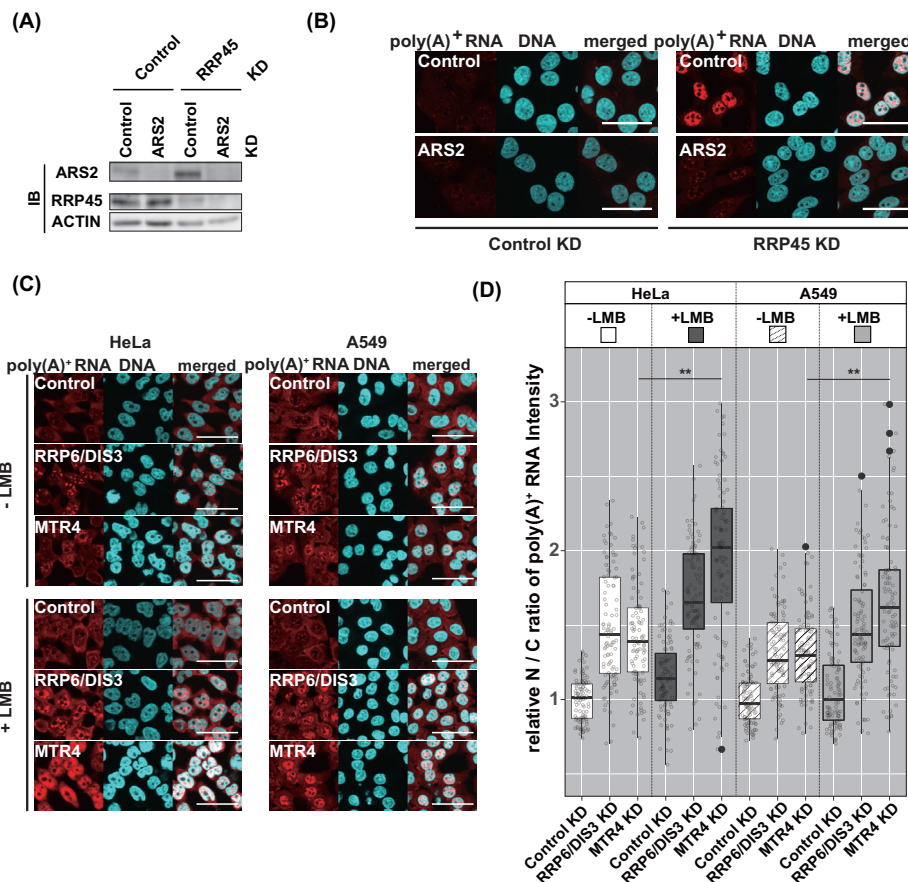 (A)
Control
RRP45
KD
Control
ARS2
Control
ARS2
KD
IB
ARS2
RRP45
ACTIN
(B)
poly(A)+ RNA DNA merged poly(A)+ RNA DNA merged
Control Control
ARS2 ARS2
Control KD RRP45 KD
(C)
HeLa A549
poly(A)+ RNA DNA merged poly(A)+ RNA DNA merged
- LMB
Control Control
RRP6/DIS3 RRP6/DIS3
MTR4 MTR4
+ LMB
Control Control
RRP6/DIS3 RRP6/DIS3
MTR4 MTR4
(D)
HeLa A549
-LMB +LMB -LMB +LMB
relative N / C ratio of poly(A)+ RNA Intensity
** **
3
2
1
Control KD
RRP6/DIS3 KD
MTR4 KD
Control KD
RRP6/DIS3 KD
MTR4 KD
Control KD
RRP6/DIS3 KD
MTR4 KD
Control KD
RRP6/DIS3 KD
MTR4 KD